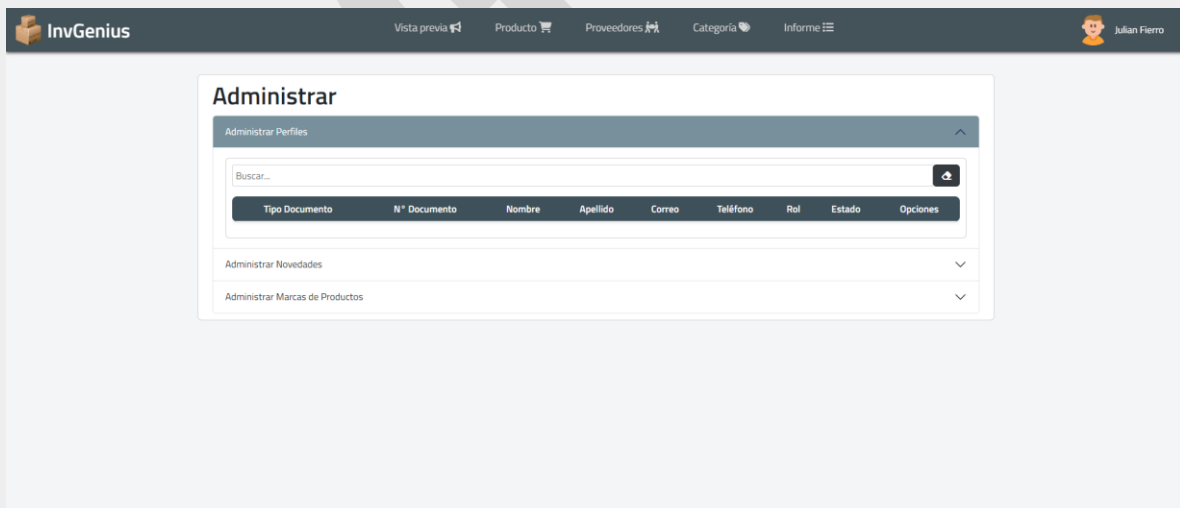 InvGenius Vista previa Producto Proveedores Categoría Informe Julian Fierro
Administrar
Administrar Perfiles
Buscar...
Tipo Documento N° Documento Nombre Apellido Correo Teléfono Rol Estado Opciones
Administrar Novedades
Administrar Marcas de Productos